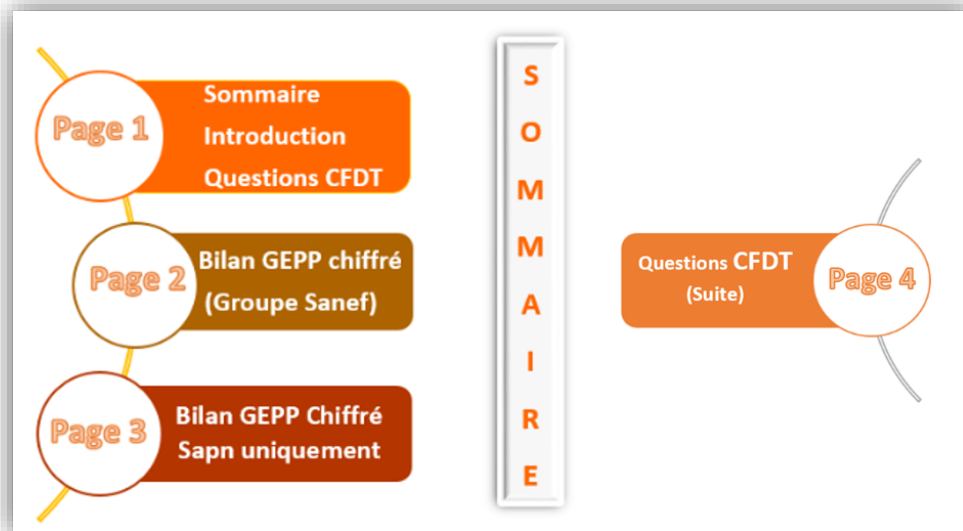 Page 1
Sommaire
Introduction
Questions CFDT
Page 2
Bilan GEPP chiffré
(Groupe Sanef)
Page 3
Bilan GEPP Chiffré
Sapn uniquement
S
O
M
M
A
I
R
E
Questions CFDT
(Suite)
Page 4